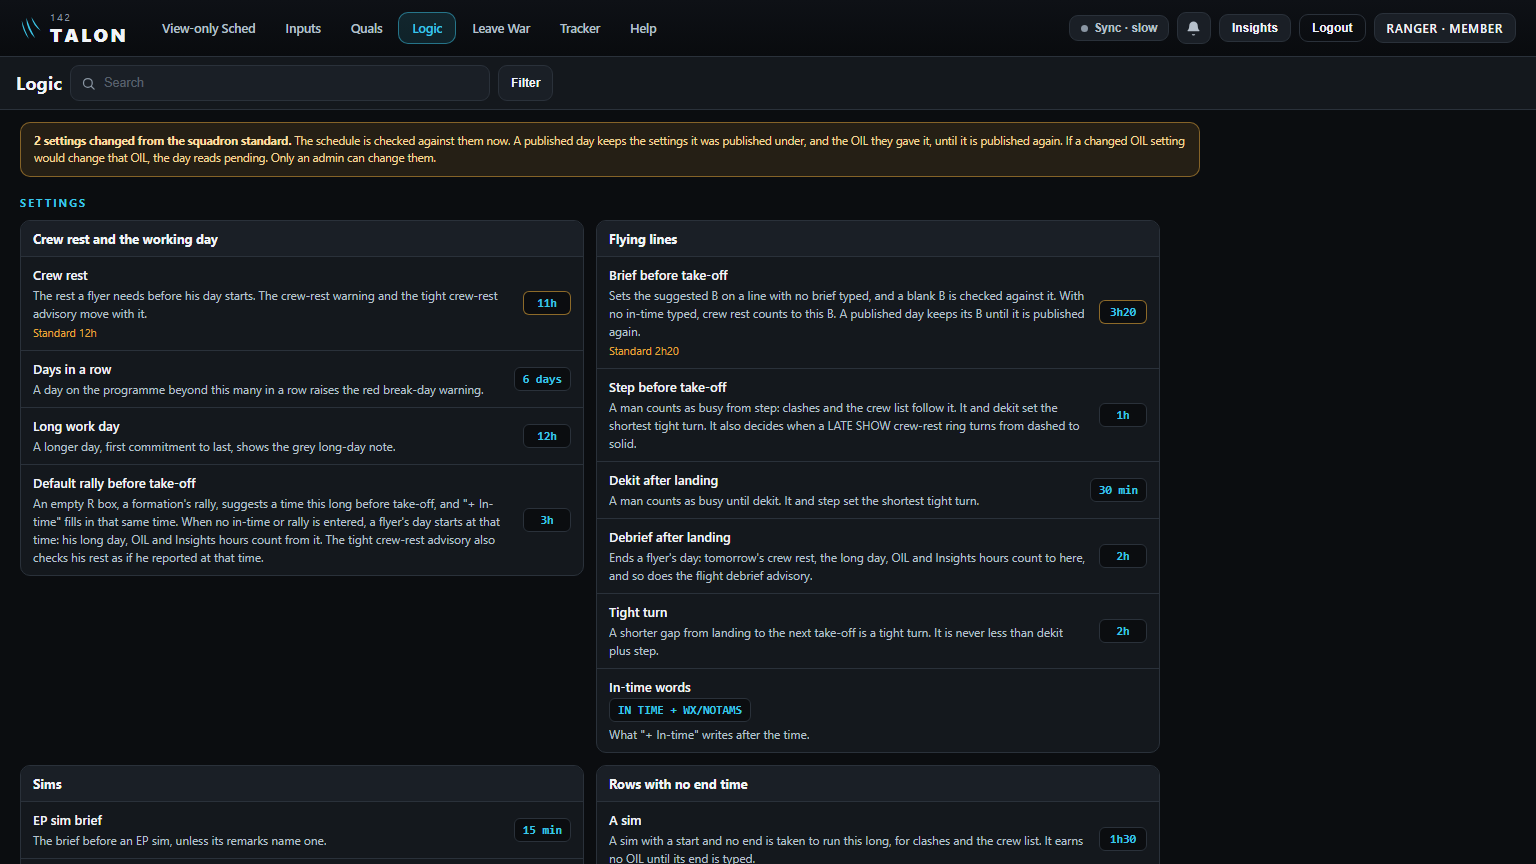 142
TALON
View-only Sched
Inputs
Quals
Logic
Leave War
Tracker
Help
Sync · slow
Insights
Logout
RANGER · MEMBER
Logic
Search
Filter
2 settings changed from the squadron standard. The schedule is checked against them now. A published day keeps the settings it was published under, and the OIL they gave it, until it is published again. If a changed OIL setting
would change that OIL, the day reads pending. Only an admin can change them.
SETTINGS
Crew rest and the working day
Crew rest
The rest a flyer needs before his day starts. The crew-rest warning and the tight crew-rest
advisory move with it.
Standard 12h
11h
Days in a row
A day on the programme beyond this many in a row raises the red break-day warning.
6 days
Long work day
A longer day, first commitment to last, shows the grey long-day note.
12h
Default rally before take-off
An empty R box, a formation's rally, suggests a time this long before take-off, and "+ In-
time" fills in that same time. When no in-time or rally is entered, a flyer's day starts at that
time: his long day, OIL and Insights hours count from it. The tight crew-rest advisory also
checks his rest as if he reported at that time.
3h
Flying lines
Brief before take-off
Sets the suggested B on a line with no brief typed, and a blank B is checked against it. With
no in-time typed, crew rest counts to this B. A published day keeps its B until it is published
again.
Standard 2h20
3h20
Step before take-off
A man counts as busy from step: clashes and the crew list follow it. It and dekit set the
shortest tight turn. It also decides when a LATE SHOW crew-rest ring turns from dashed to
solid.
1h
Dekit after landing
A man counts as busy until dekit. It and step set the shortest tight turn.
30 min
Debrief after landing
Ends a flyer's day: tomorrow's crew rest, the long day, OIL and Insights hours count to here,
and so does the flight debrief advisory.
2h
Tight turn
A shorter gap from landing to the next take-off is a tight turn. It is never less than dekit
plus step.
2h
In-time words
IN TIME + WX/NOTAMS
What "+ In-time" writes after the time.
Sims
EP sim brief
The brief before an EP sim, unless its remarks name one.
15 min
Rows with no end time
A sim
A sim with a start and no end is taken to run this long, for clashes and the crew list. It earns
no OIL until its end is typed.
1h30